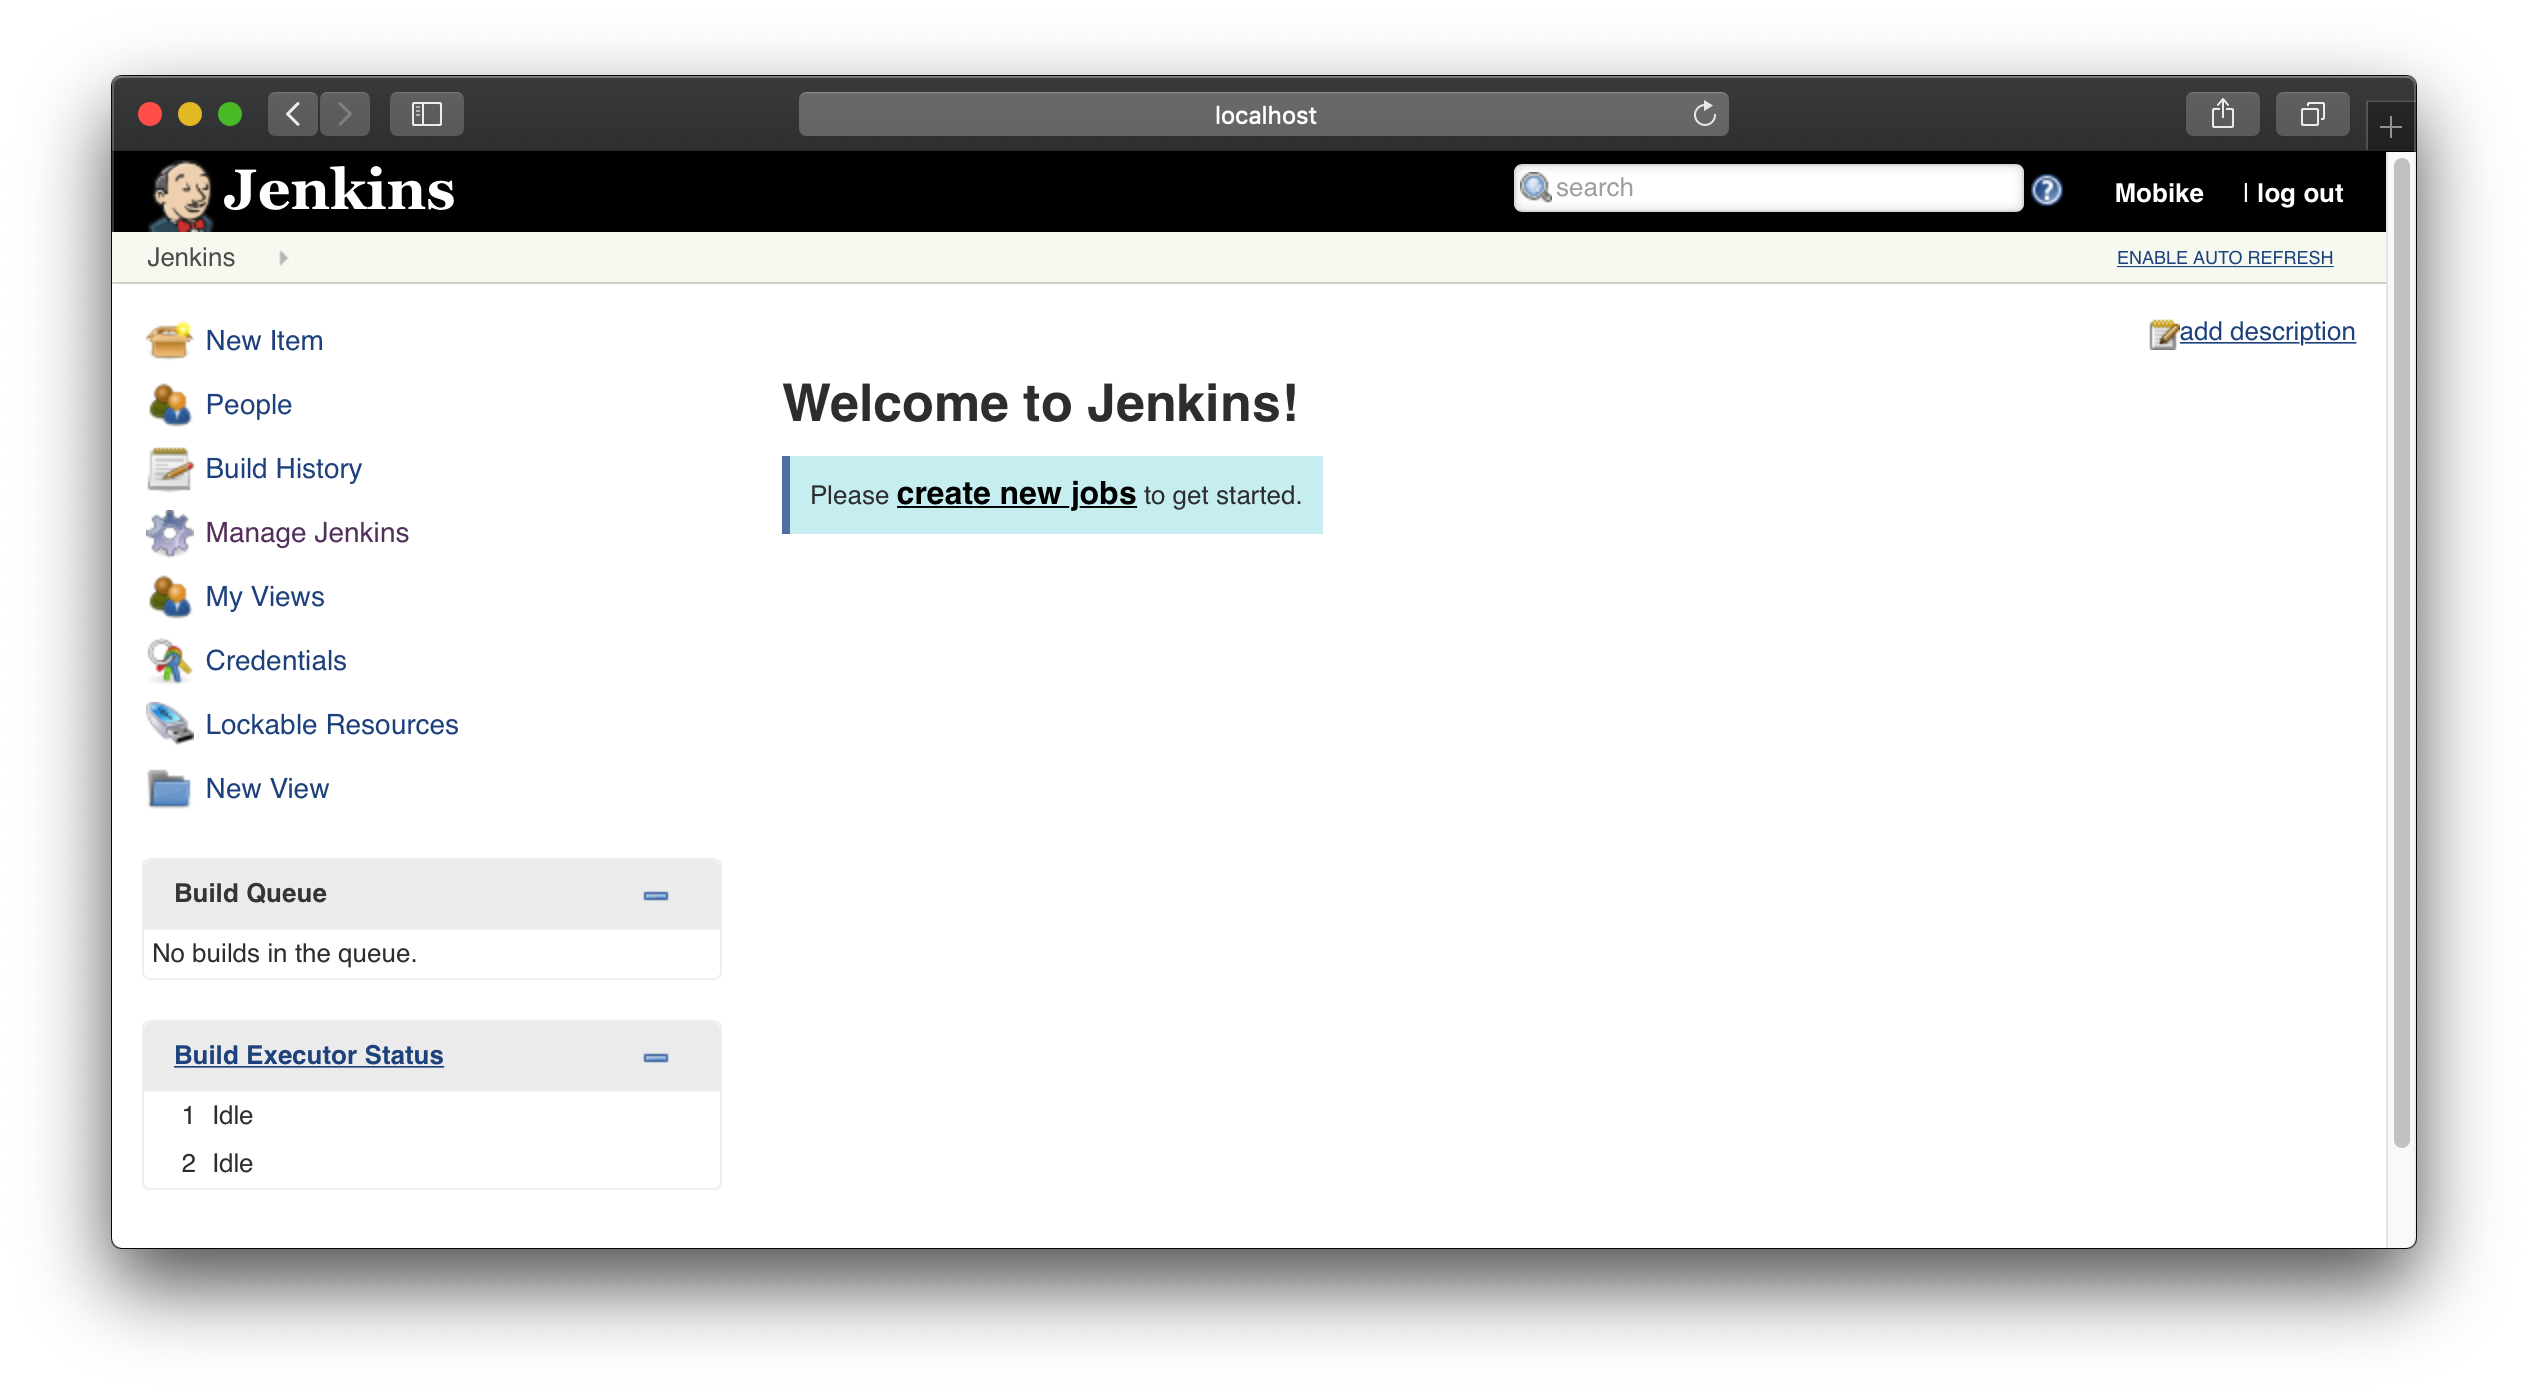 localhost
Jenkins
search
Mobike | log out
Jenkins
ENABLE AUTO REFRESH
New Item
People
Build History
Manage Jenkins
My Views
Credentials
Lockable Resources
New View
Build Queue
No builds in the queue.
Build Executor Status
1 Idle
2 Idle
add description
Welcome to Jenkins!
Please create new jobs to get started.